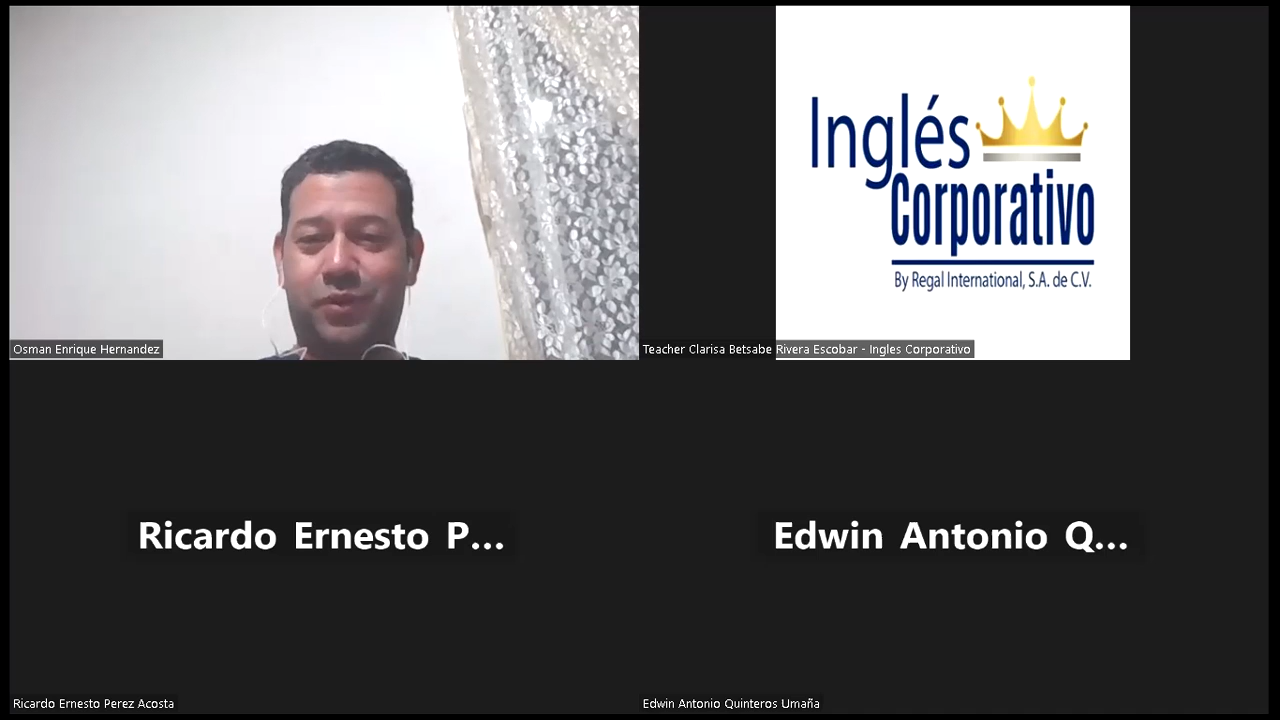 Osman Enrique Hernandez
Inglés
Corporativo
By Regal International, S.A. de C.V.
Teacher Clarisa Betsabe Rivera Escobar - Ingles Corporativo
Ricardo Ernesto P...
Edwin Antonio Q...
Ricardo Ernesto Perez Acosta
Edwin Antonio Quinteros Umaña